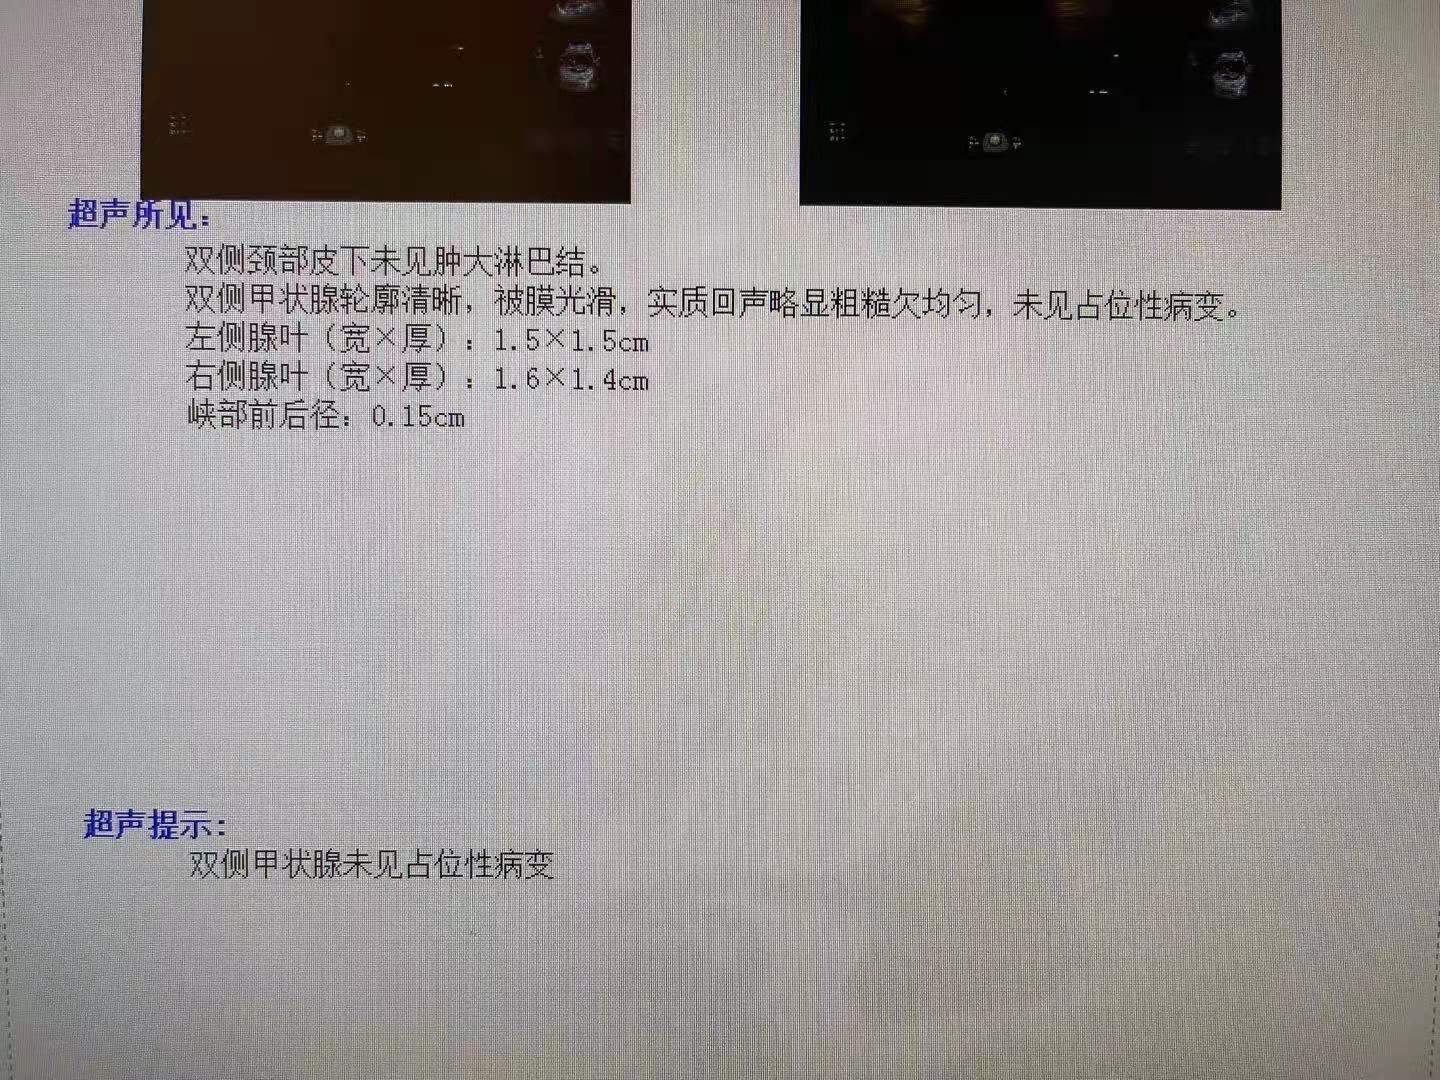 超声所见：
双侧颈部皮下未见肿大淋巴结。
双侧甲状腺轮廓清晰，被膜光滑，实质回声略显粗糙欠均匀，未见占位性病变。
左侧腺叶（宽×厚）：1.5×1.5cm
右侧腺叶（宽×厚）：1.6×1.4cm
峡部前后径：0.15cm
超声提示：
双侧甲状腺未见占位性病变